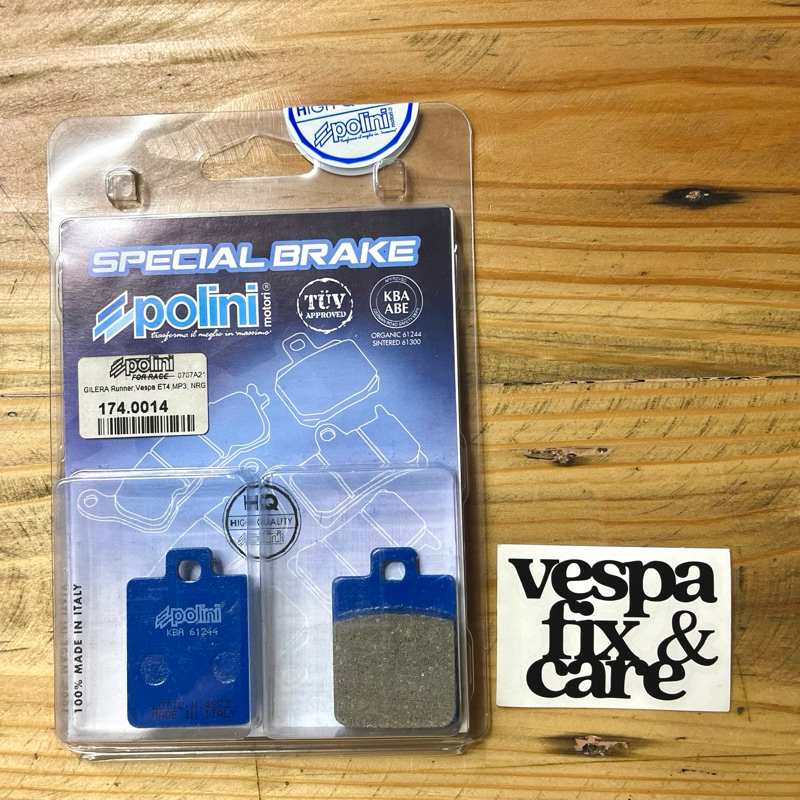 HIGH QU
polini
SPECIAL BRAKE
polini
motori®
trasforma il meglio in massimo
TÜV
APPROVED
APPROVED
KBA
ABE
ORGANIC 61244
SINTERED 61300
polini
FOR RACE 0707A21
GILERA Runner,Vespa ET4,MP3, NRG
174.0014
HQ
HIGH QUALITY
polini
100% MADE IN ITALY
polini
KBA 61244
MADE IN ITALY
vespa
fix &
care